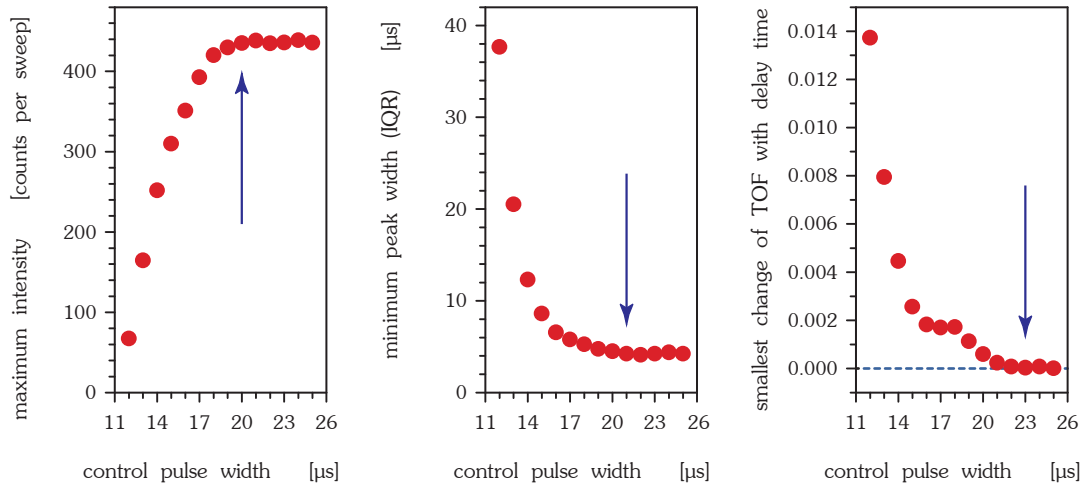 maximum intensity [counts per sweep]
400
300
200
100
0
11 14 17 20 23 26
control pulse width [µs]
minimum peak width (IQR) [µs]
40
30
20
10
0
11 14 17 20 23 26
control pulse width [µs]
smallest change of TOF with delay time
0.014
0.012
0.010
0.008
0.006
0.004
0.002
0.000
11 14 17 20 23 26
control pulse width [µs]